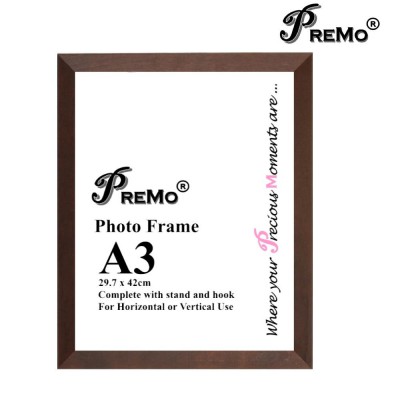 PREMO®
PREMO®
Photo Frame
A3
29.7 x 42cm
Complete with stand and hook
For Horizontal or Vertical Use
Where your Precious Moments are ...